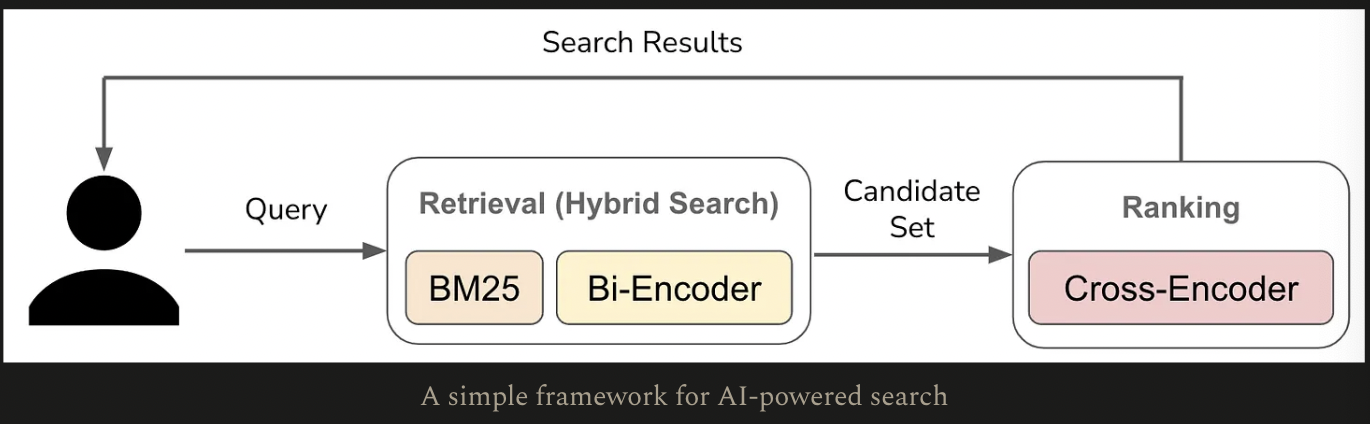 Search Results
Query
Retrieval (Hybrid Search)
BM25
Bi-Encoder
Candidate
Set
Ranking
Cross-Encoder
A simple framework for AI-powered search